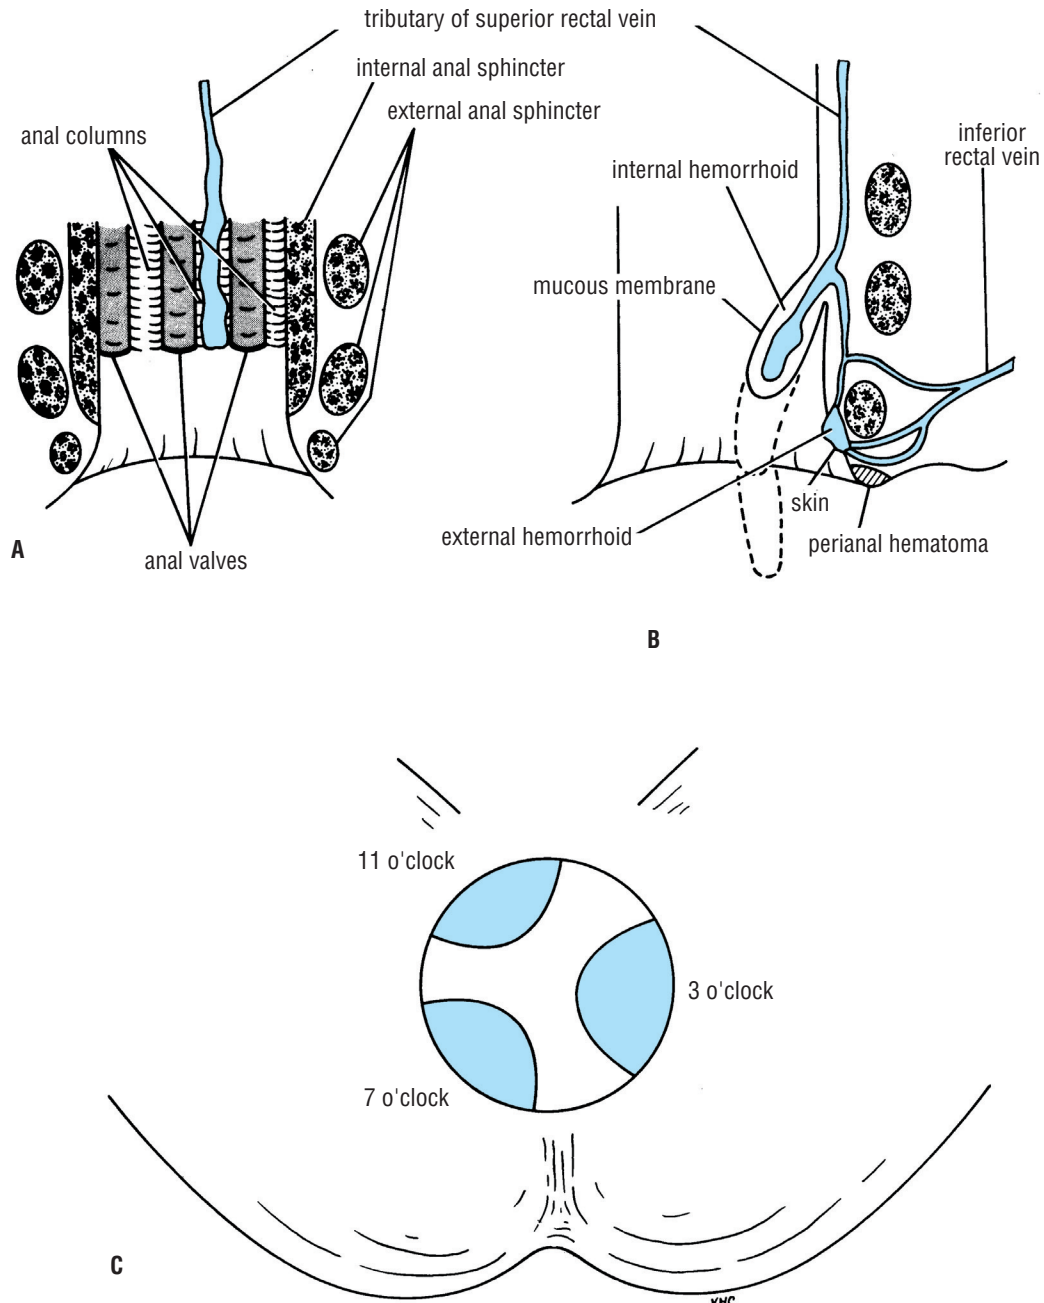 tributary of superior rectal vein
internal anal sphincter
external anal sphincter
anal columns
anal valves
A
inferior
rectal vein
internal hemorrhoid
mucous membrane
skin
external hemorrhoid
perianal hematoma
B
11 o'clock
3 o'clock
7 o'clock
C